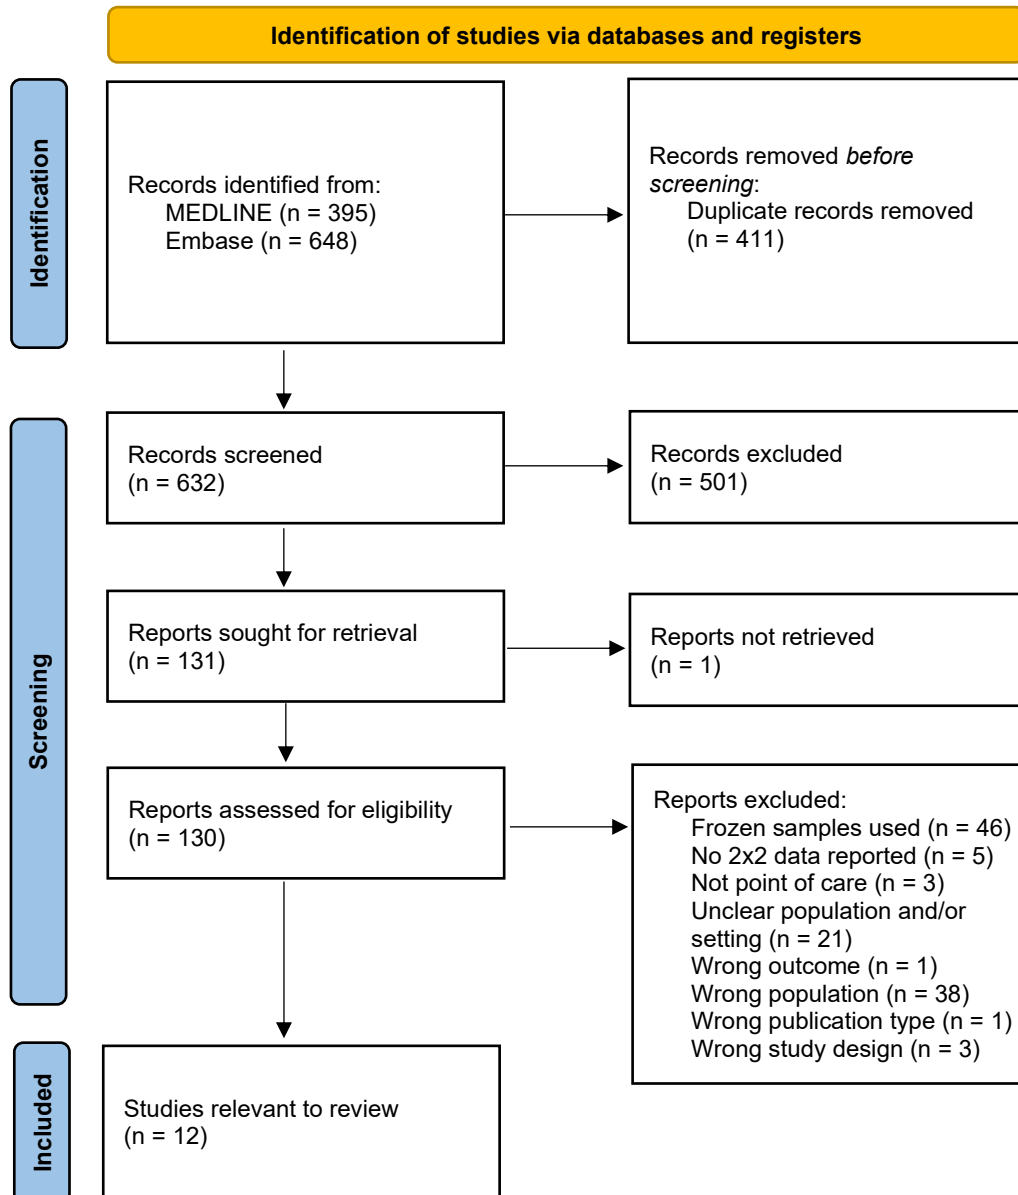 Identification of studies via databases and registers
Identification
Records identified from:
MEDLINE (n = 395)
Embase (n = 648)
Records removed before
screening:
Duplicate records removed
(n = 411)
Screening
Records screened
(n = 632)
Records excluded
(n = 501)
Reports sought for retrieval
(n = 131)
Reports not retrieved
(n = 1)
Reports assessed for eligibility
(n = 130)
Reports excluded:
Frozen samples used (n = 46)
No 2x2 data reported (n = 5)
Not point of care (n = 3)
Unclear population and/or
setting (n = 21)
Wrong outcome (n = 1)
Wrong population (n = 38)
Wrong publication type (n = 1)
Wrong study design (n = 3)
Included
Studies relevant to review
(n = 12)